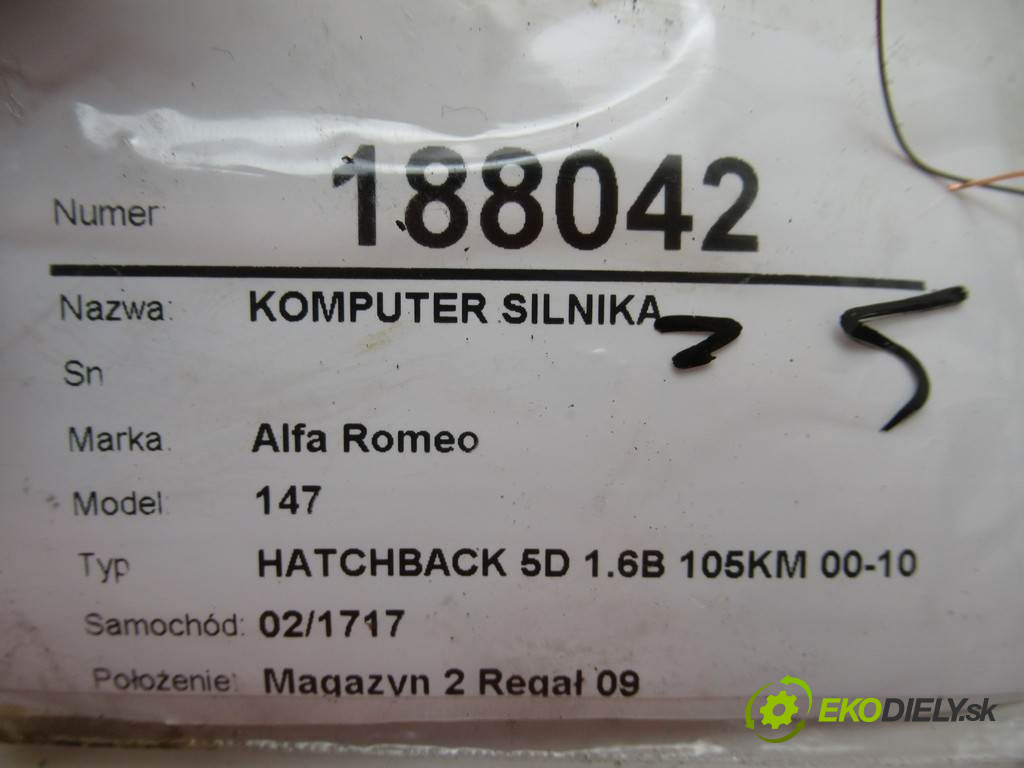 Numer 188042
Nazwa: KOMPUTER SILNIKA
Sn
Marka: Alfa Romeo
Model: 147
Typ HATCHBACK 5D 1.6B 105KM 00-10
Samochód: 02/1717
Położenie: Magazyn 2 Regał 09
EKODIELY.sk